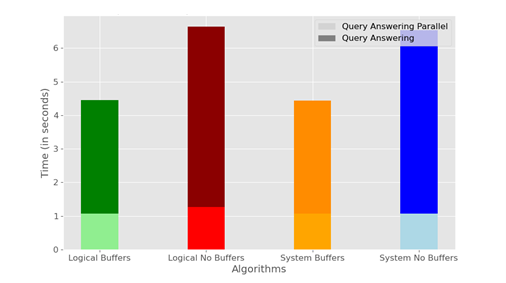 Query Answering Parallel
Query Answering
6
5
4
3
2
1
0
Time (in seconds)
Logical Buffers
Logical No Buffers
System Buffers
System No Buffers
Algorithms